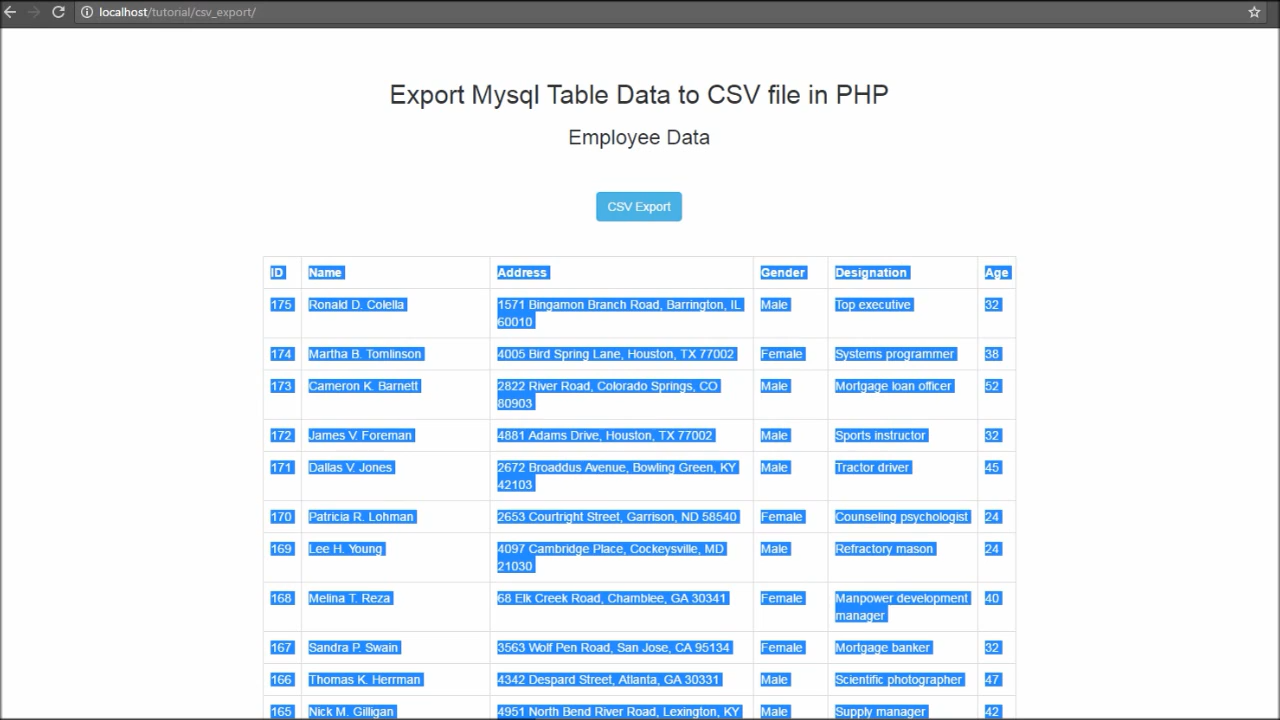 localhost/tutorial/csv_export/
Export Mysql Table Data to CSV file in PHP
Employee Data
CSV Export
ID Name Address Gender Designation Age
175 Ronald D. Colella 1571 Bingamon Branch Road, Barrington, IL Male Top executive 32
60010
174 Martha B. Tomlinson 4005 Bird Spring Lane, Houston, TX 77002 Female Systems programmer 38
173 Cameron K. Barnett 2822 River Road, Colorado Springs, CO Male Mortgage loan officer 52
80903
172 James V. Foreman 4881 Adams Drive, Houston, TX 77002 Male Sports instructor 32
171 Dallas V. Jones 2672 Broaddus Avenue, Bowling Green, KY Male Tractor driver 45
42103
170 Patricia R. Lohman 2653 Courtright Street, Garrison, ND 58540 Female Counseling psychologist 24
169 Lee H. Young 4097 Cambridge Place, Cockeysville, MD Male Refractory mason 24
21030
168 Melina T. Reza 68 Elk Creek Road, Chamblee, GA 30341 Female Manpower development 40
manager
167 Sandra P. Swain 3563 Wolf Pen Road, San Jose, CA 95134 Female Mortgage banker 32
166 Thomas K. Herrman 4342 Despard Street, Atlanta, GA 30331 Male Scientific photographer 47
165 Nick M. Gilligan 4951 North Bend River Road, Lexington, KY Male Supply manager 42